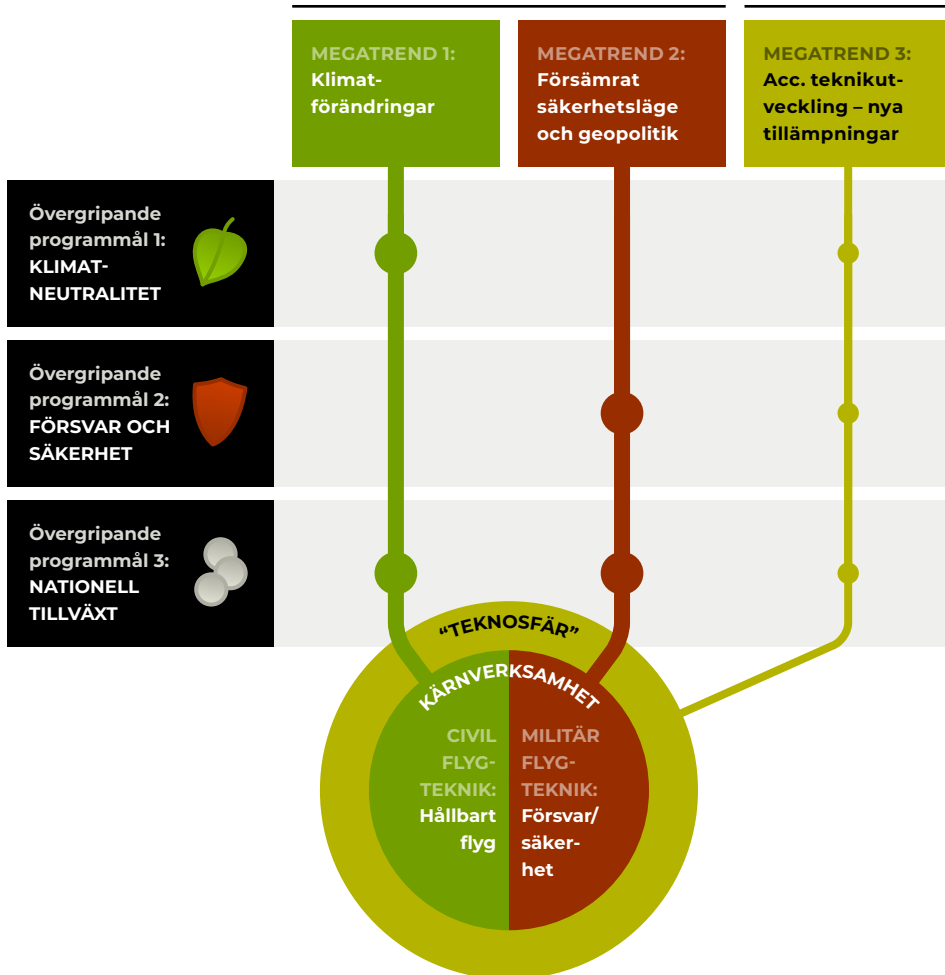 MEGATREND 1:
Klimat-
förändringar
MEGATREND 2:
Försämrat
säkerhetsläge
och geopolitik
MEGATREND 3:
Acc. teknikut-
veckling – nya
tillämpningar
Övergripande
programmål 1:
KLIMAT-
NEUTRALITET
Övergripande
programmål 2:
FÖRSVAR OCH
SÄKERHET
Övergripande
programmål 3:
NATIONELL
TILLVÄXT
“TEKNOSFÄR”
KÄRNVERKSAMHET
CIVIL
FLYG-
TEKNIK:
Hållbart
flyg
MILITÄR
FLYG-
TEKNIK:
Försvar/
säker-
het